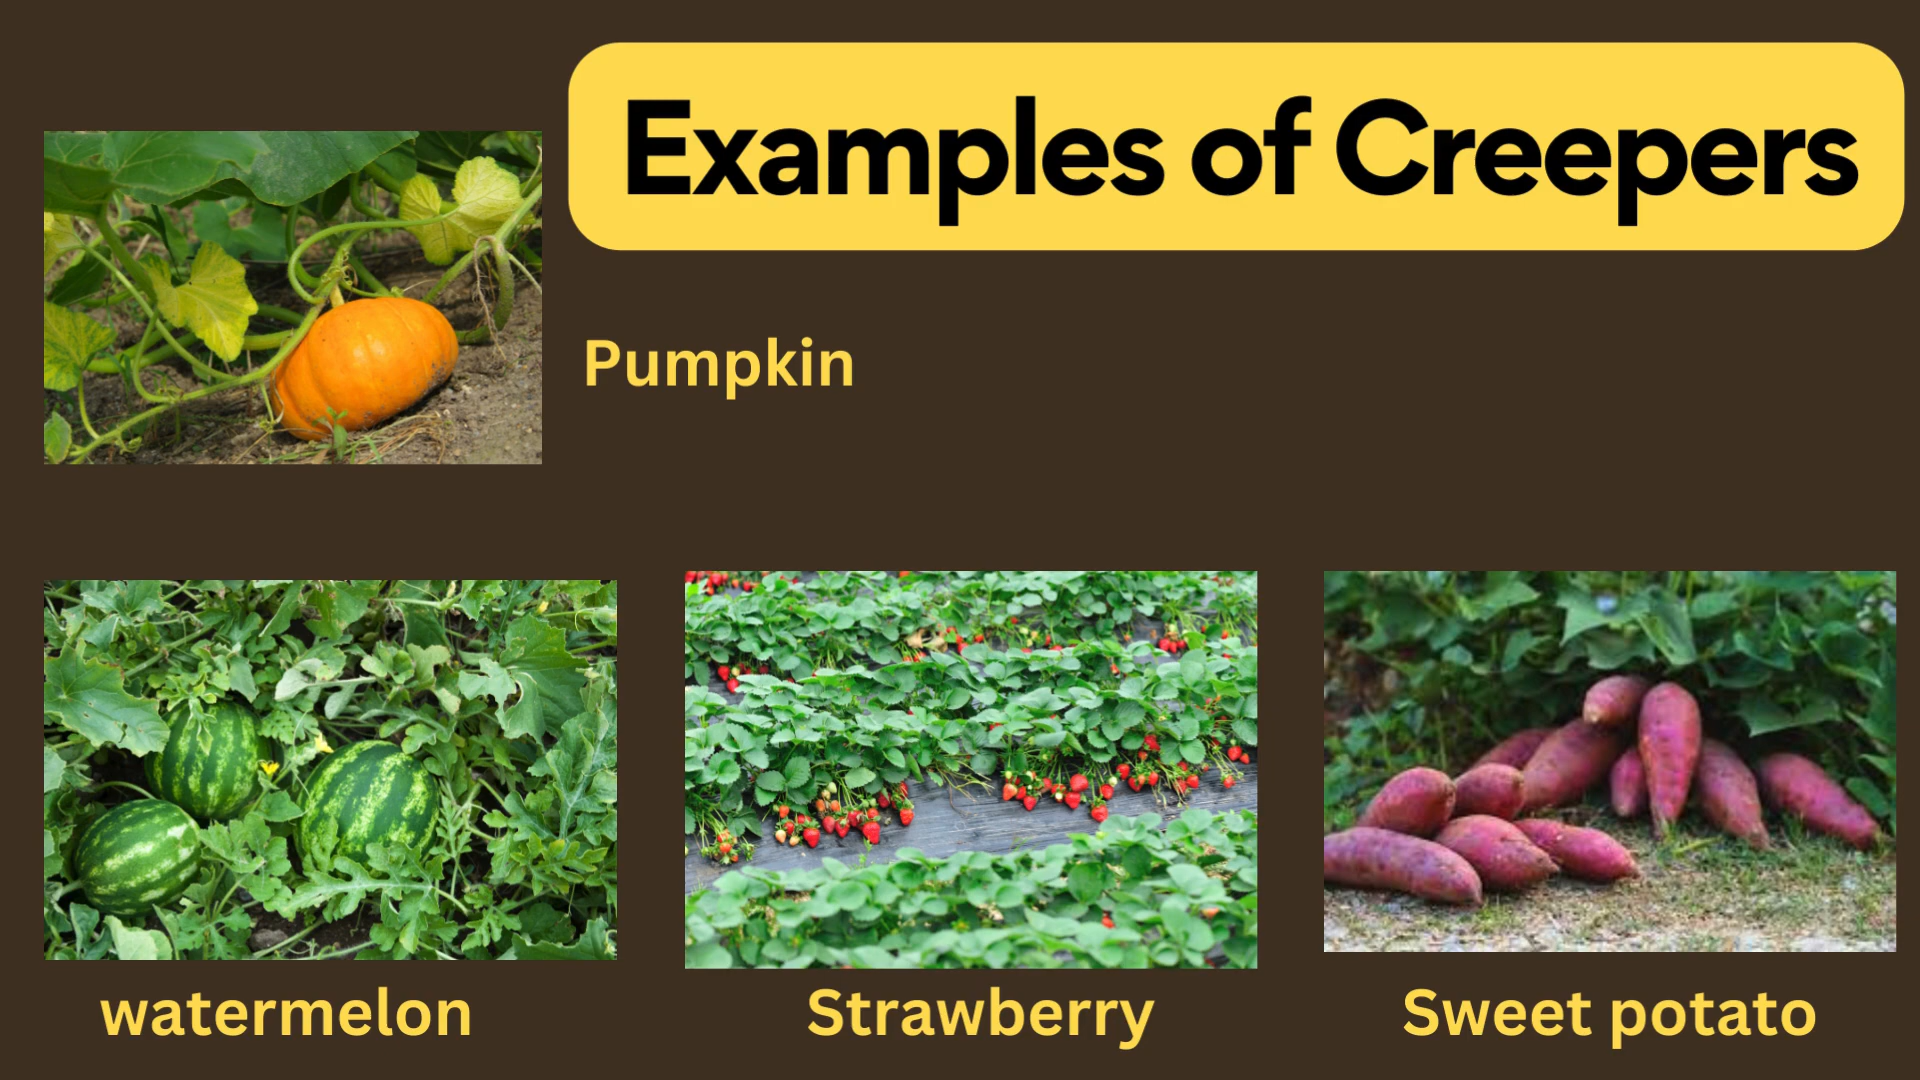 Examples of Creepers
Pumpkin
watermelon
Strawberry
Sweet potato